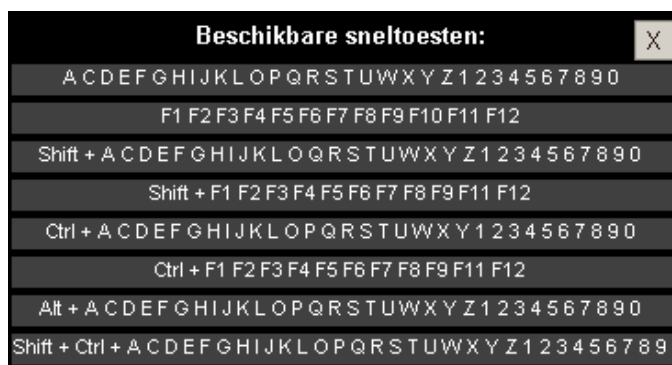 Beschikbare sneltoesten:
X
A C D E F G H I J K L O P Q R S T U W X Y Z 1 2 3 4 5 6 7 8 9 0
F1 F2 F3 F4 F5 F6 F7 F8 F9 F10 F11 F12
Shift + A C D E F G H I J K L O Q R S T U W X Y Z 1 2 3 4 5 6 7 8 9 0
Shift + F1 F2 F3 F4 F5 F6 F7 F8 F9 F11 F12
Ctrl + A C D E F G H I J K L O P Q R S T U W X Y 1 2 3 4 5 6 7 8 9 0
Ctrl + F1 F2 F3 F4 F5 F6 F7 F8 F9 F11 F12
Alt + A C D E F G H I J K L O P Q R S T U W X Y Z 1 2 3 4 5 6 7 8 9 0
Shift + Ctrl + A C D E F G H I J K L O P Q R S T U W X Y Z 1 2 3 4 5 6 7 8 9